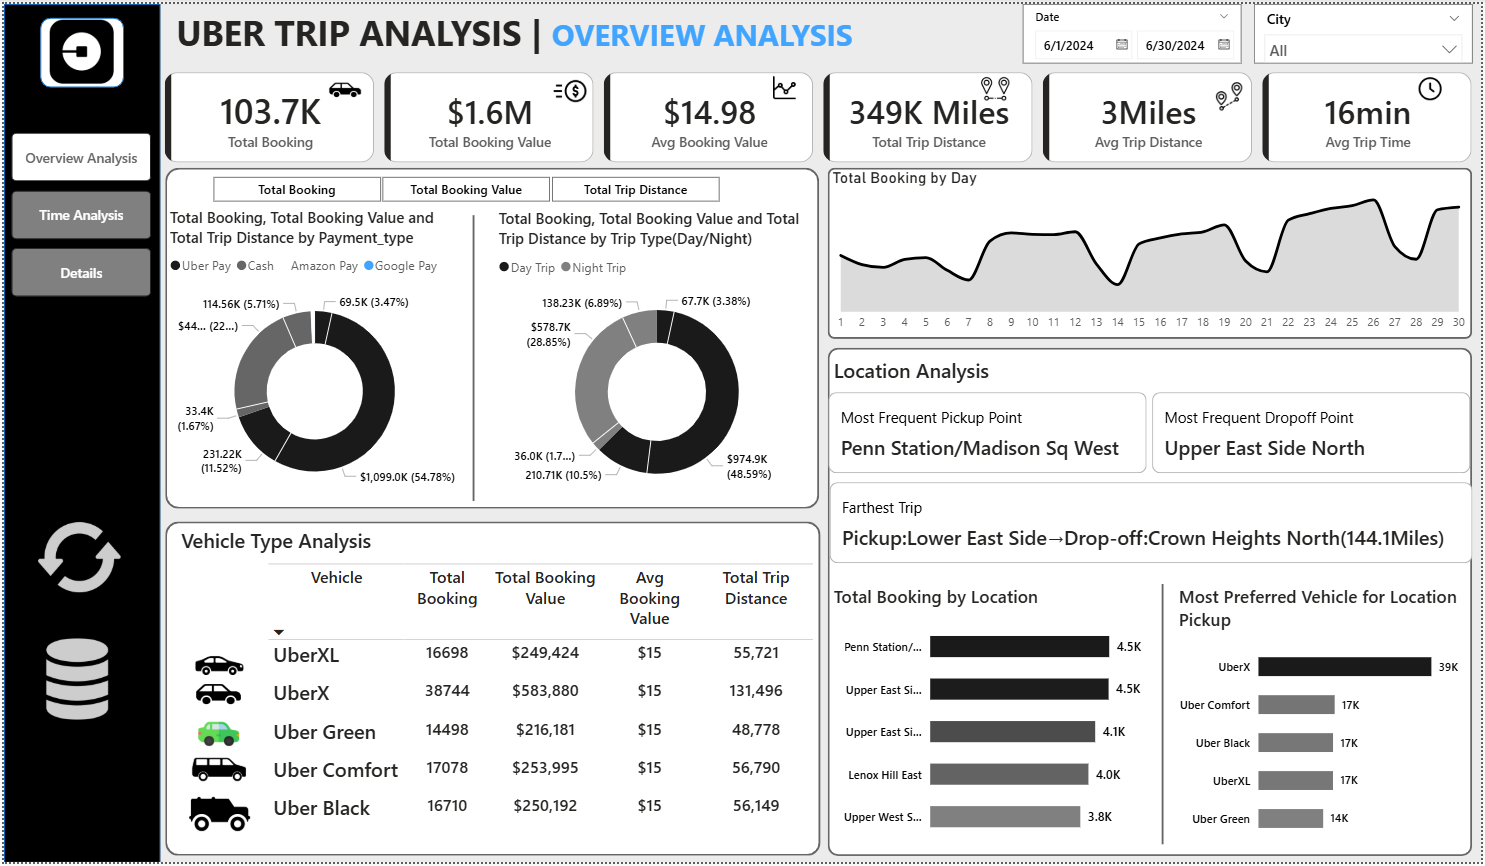 UBER TRIP ANALYSIS | OVERVIEW ANALYSIS
Date
6/1/2024 6/30/2024
City
All
Overview Analysis
Time Analysis
Details
103.7K
Total Booking
$1.6M
Total Booking Value
$14.98
Avg Booking Value
349K Miles
Total Trip Distance
3Miles
Avg Trip Distance
16min
Avg Trip Time
Total Booking
Total Booking Value
Total Trip Distance
Total Booking, Total Booking Value and
Total Trip Distance by Payment_type
Uber Pay Cash Amazon Pay Google Pay
114.56K (5.71%)
69.5K (3.47%)
$44... (22...)
33.4K
(1.67%)
231.22K
(11.52%)
$1,099.0K (54.78%)
Total Booking, Total Booking Value and Total
Trip Distance by Trip Type(Day/Night)
Day Trip Night Trip
138.23K (6.89%)
67.7K (3.38%)
$578.7K
(28.85%)
36.0K (1.7...)
210.71K (10.5%)
$974.9K
(48.59%)
Total Booking by Day
1 2 3 4 5 6 7 8 9 10 11 12 13 14 15 16 17 18 19 20 21 22 23 24 25 26 27 28 29 30
Location Analysis
Most Frequent Pickup Point
Penn Station/Madison Sq West
Most Frequent Dropoff Point
Upper East Side North
Farthest Trip
Pickup:Lower East Side→Drop-off:Crown Heights North(144.1Miles)
Vehicle Type Analysis
Vehicle
Total
Booking
Total Booking
Value
Avg
Booking
Value
Total Trip
Distance
UberXL 16698 $249,424 $15 55,721
UberX 38744 $583,880 $15 131,496
Uber Green 14498 $216,181 $15 48,778
Uber Comfort 17078 $253,995 $15 56,790
Uber Black 16710 $250,192 $15 56,149
Total Booking by Location
Penn Station/... 4.5K
Upper East Si... 4.5K
Upper East Si... 4.1K
Lenox Hill East 4.0K
Upper West S... 3.8K
Most Preferred Vehicle for Location
Pickup
UberX 39K
Uber Comfort 17K
Uber Black 17K
UberXL 17K
Uber Green 14K